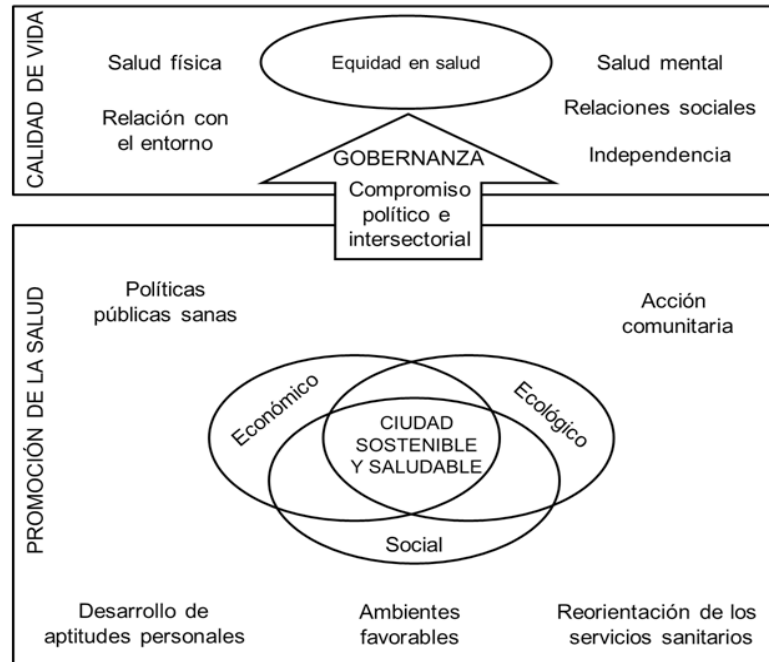 CALIDAD DE VIDA
Salud física
Equidad en salud
Salud mental
Relación con
el entorno
Relaciones sociales
Independencia
GOBERNANZA
Compromiso
político e
intersectorial
PROMOCIÓN DE LA SALUD
Políticas
públicas sanas
Acción
comunitaria
Económico
Ecológico
CIUDAD
SOSTENIBLE
Y SALUDABLE
Social
Desarrollo de
aptitudes personales
Ambientes
favorables
Reorientación de los
servicios sanitarios